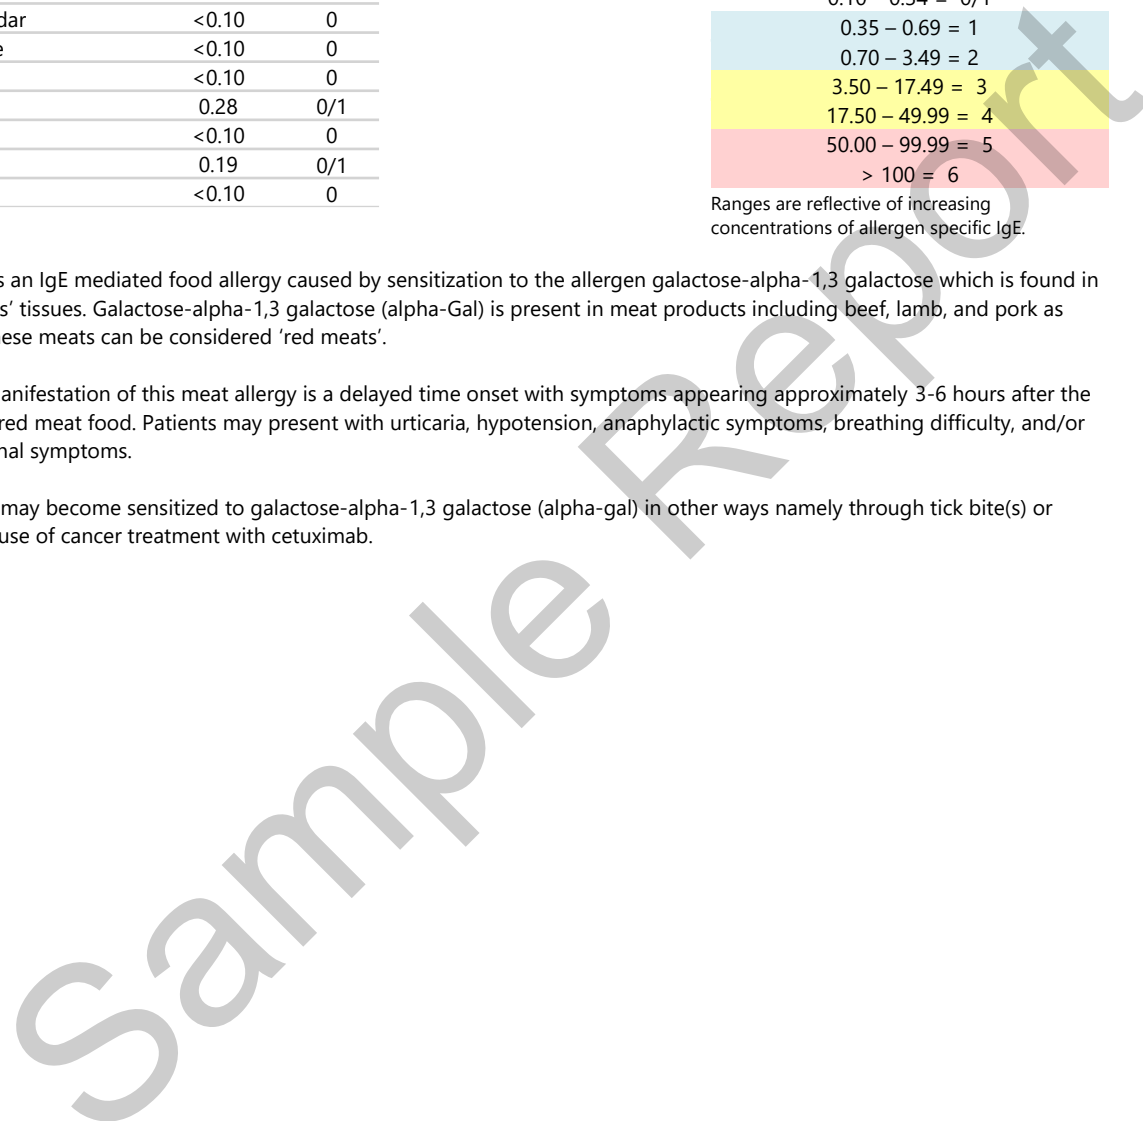 dar <0.10 0
e <0.10 0
<0.10 0
0.28 0/1
<0.10 0
0.19 0/1
<0.10 0
0.35 – 0.69 = 1
0.70 – 3.49 = 2
3.50 – 17.49 = 3
17.50 – 49.99 = 4
50.00 – 99.99 = 5
> 100 = 6
Ranges are reflective of increasing
concentrations of allergen specific IgE.
s an IgE mediated food allergy caused by sensitization to the allergen galactose-alpha-1,3 galactose which is found in
s’ tissues. Galactose-alpha-1,3 galactose (alpha-Gal) is present in meat products including beef, lamb, and pork as
hese meats can be considered ‘red meats’.
anifestation of this meat allergy is a delayed time onset with symptoms appearing approximately 3-6 hours after the
red meat food. Patients may present with urticaria, hypotension, anaphylactic symptoms, breathing difficulty, and/or
nal symptoms.
may become sensitized to galactose-alpha-1,3 galactose (alpha-gal) in other ways namely through tick bite(s) or
use of cancer treatment with cetuximab.
Sample Report